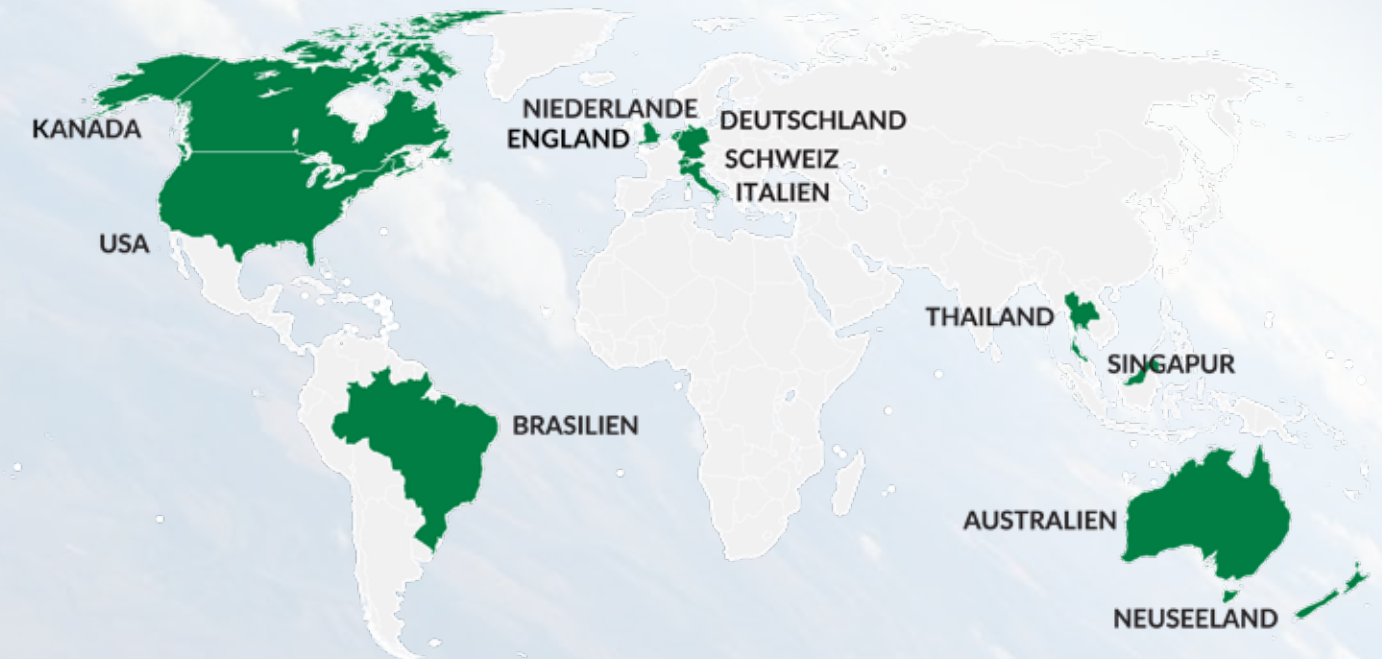 NIEDERLANDE
DEUTSCHLAND
KANADA
ENGLAND
SCHWEIZ
ITALIEN
USA
THAILAND
SINGAPUR
BRASILIEN
AUSTRALIEN
NEUSEELAND